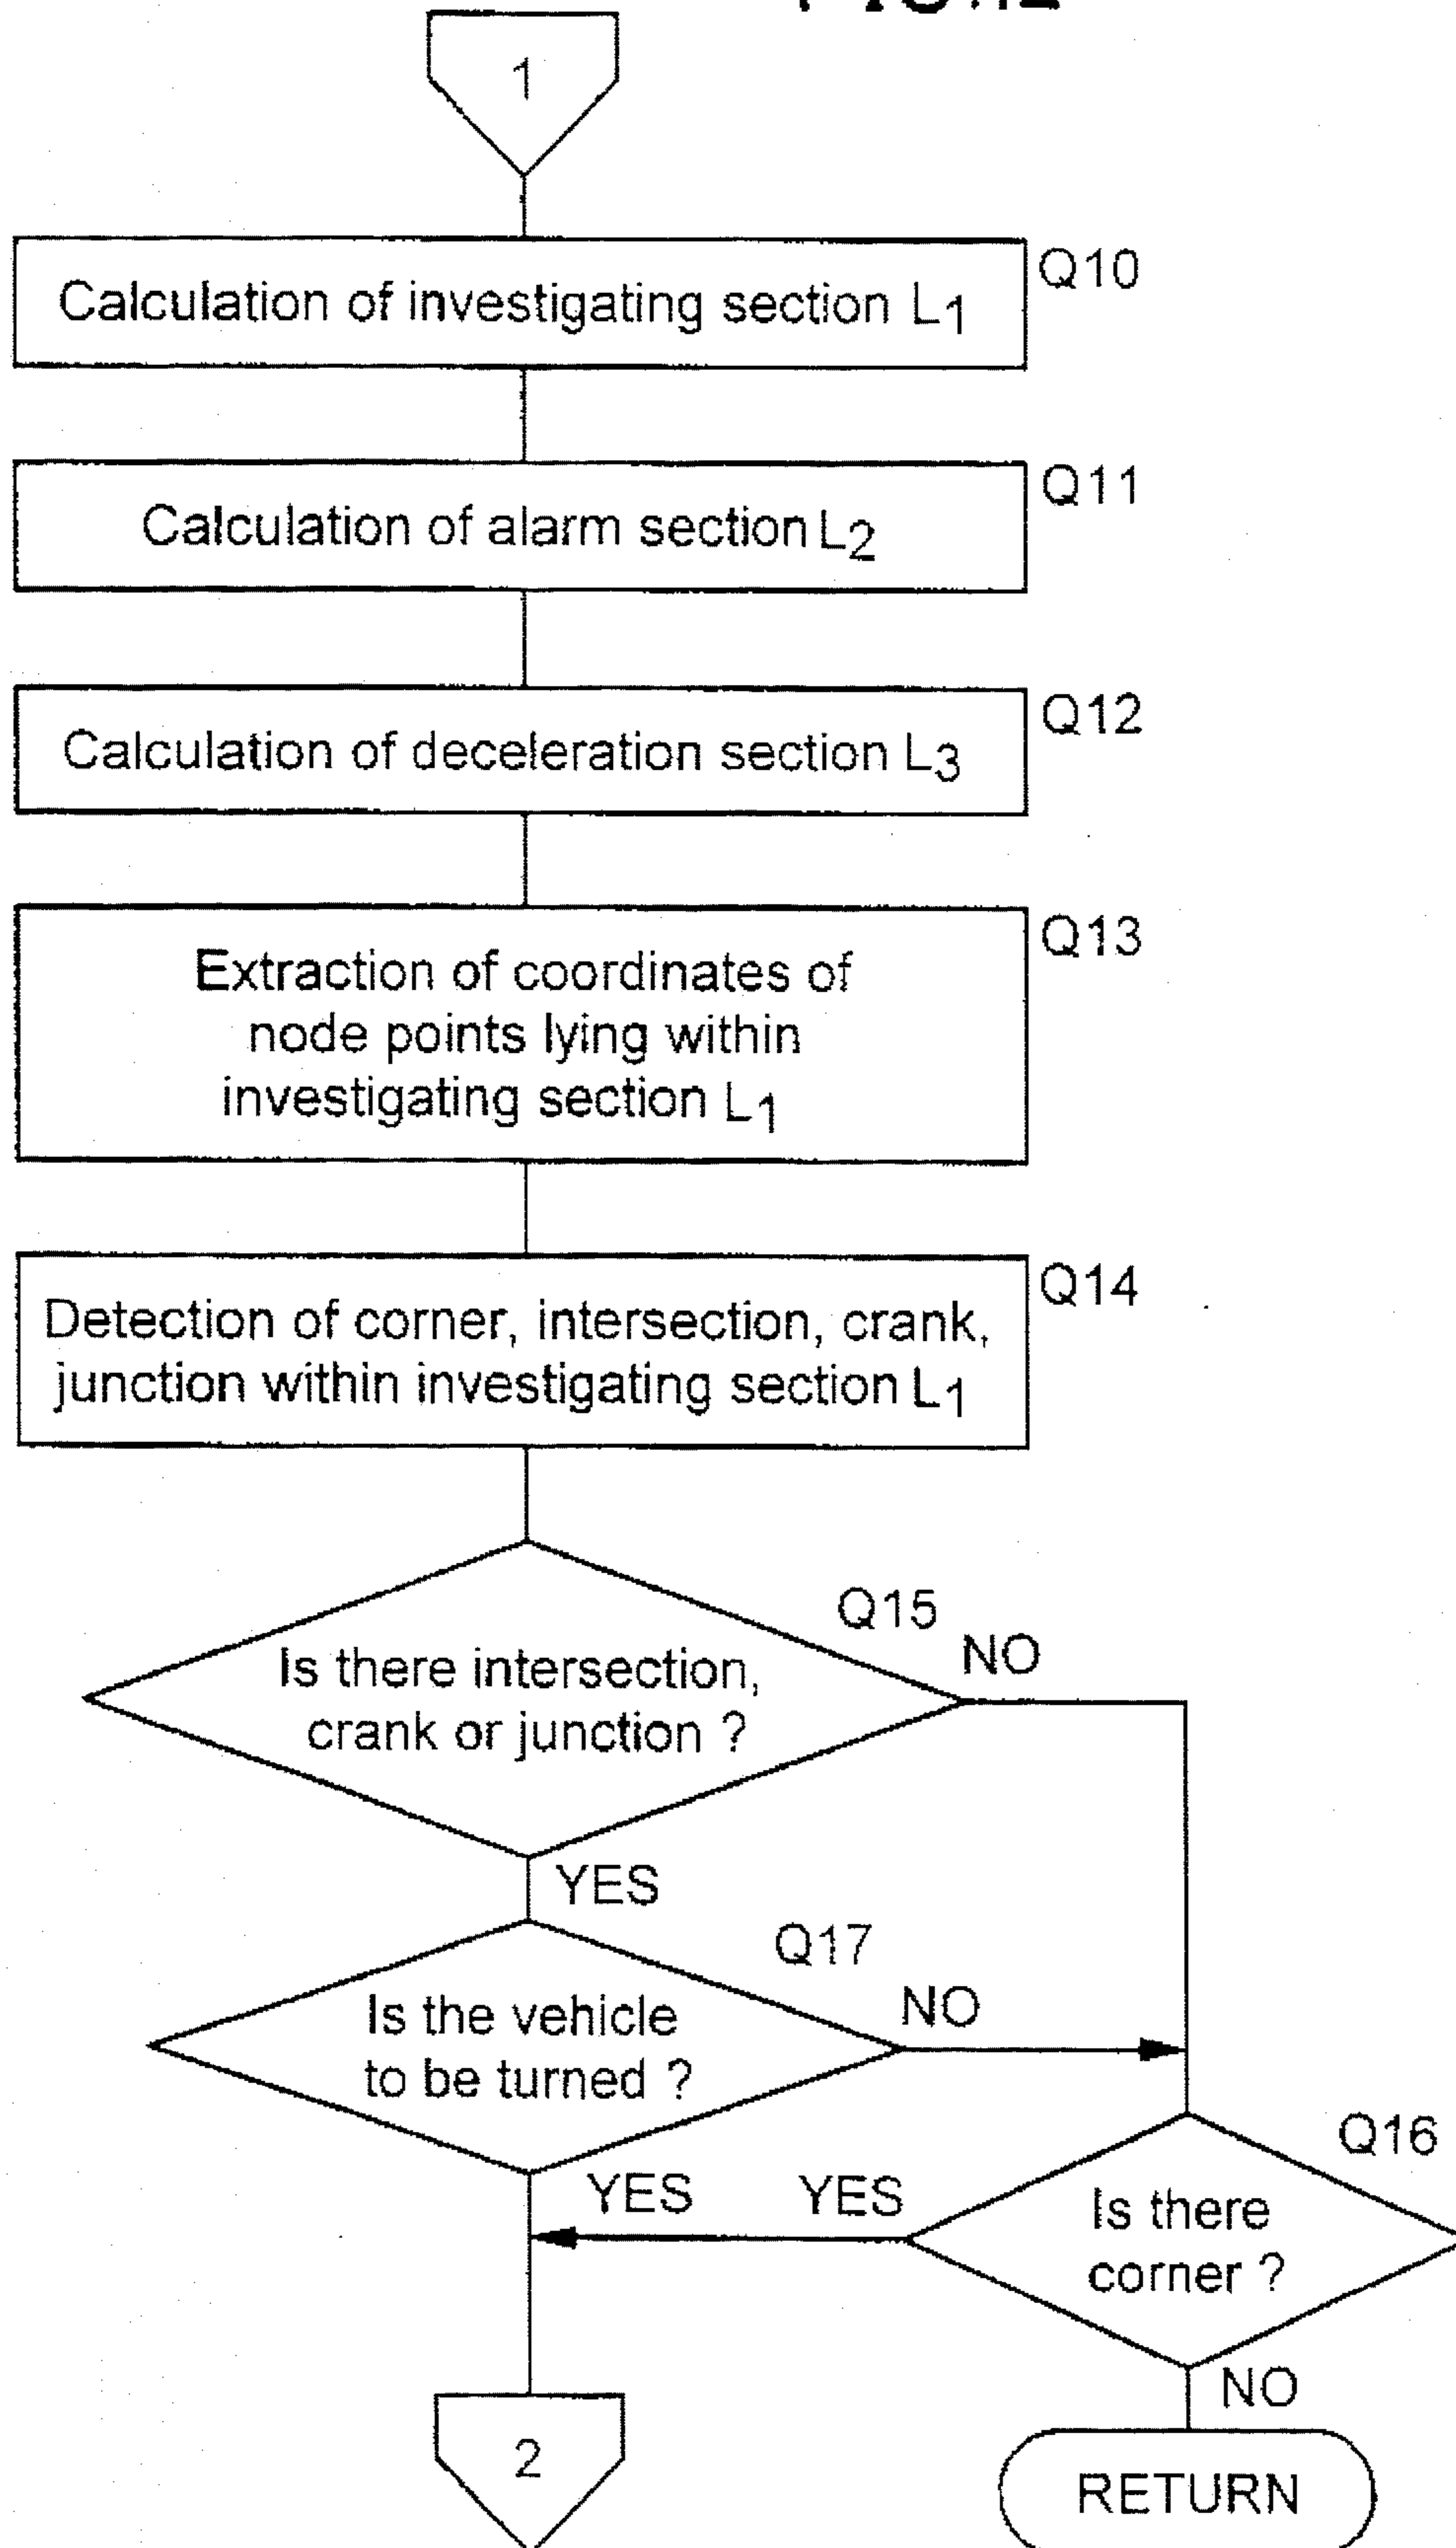 1
Q10
Calculation of investigating section L1
Q11
Calculation of alarm section L2
Q12
Calculation of deceleration section L3
Q13
Extraction of coordinates of
node points lying within
investigating section L1
Q14
Detection of corner, intersection, crank,
junction within investigating section L1
Q15
NO
Is there intersection,
crank or junction ?
YES
Q17
NO
Is the vehicle
to be turned ?
Q16
YES
YES
Is there
corner ?
NO
2
RETURN